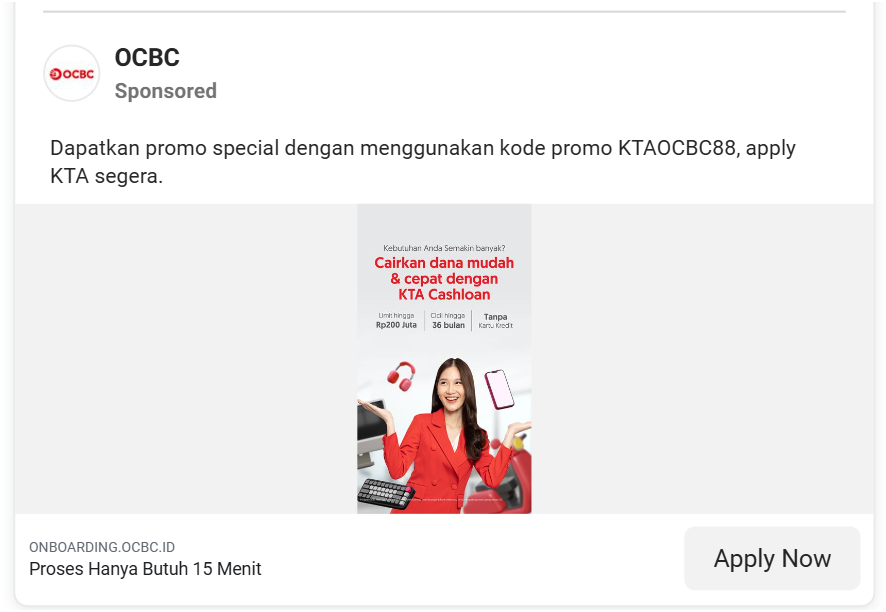 OCBC
OCBC
Sponsored
Dapatkan promo special dengan menggunakan kode promo KTAOCBC88, apply
KTA segera.
Kebutuhan Anda Semakin banyak?
Cairkan dana mudah
& cepat dengan
KTA Cashloan
Limit hingga
Rp200 Juta
Cicil hingga
36 bulan
Tanpa
Kartu Kredit
ONBOARDING.OCBC.ID
Proses Hanya Butuh 15 Menit
Apply Now